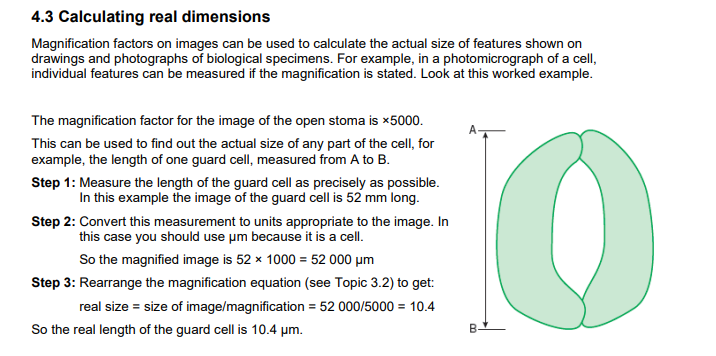 4.3 Calculating real dimensions
Magnification factors on images can be used to calculate the actual size of features shown on
drawings and photographs of biological specimens. For example, in a photomicrograph of a cell,
individual features can be measured if the magnification is stated. Look at this worked example.
The magnification factor for the image of the open stoma is ×5000.
This can be used to find out the actual size of any part of the cell, for
example, the length of one guard cell, measured from A to B.
Step 1: Measure the length of the guard cell as precisely as possible.
In this example the image of the guard cell is 52 mm long.
Step 2: Convert this measurement to units appropriate to the image. In
this case you should use µm because it is a cell.
So the magnified image is 52 × 1000 = 52 000 µm
Step 3: Rearrange the magnification equation (see Topic 3.2) to get:
real size = size of image/magnification = 52 000/5000 = 10.4
So the real length of the guard cell is 10.4 µm.
A
B